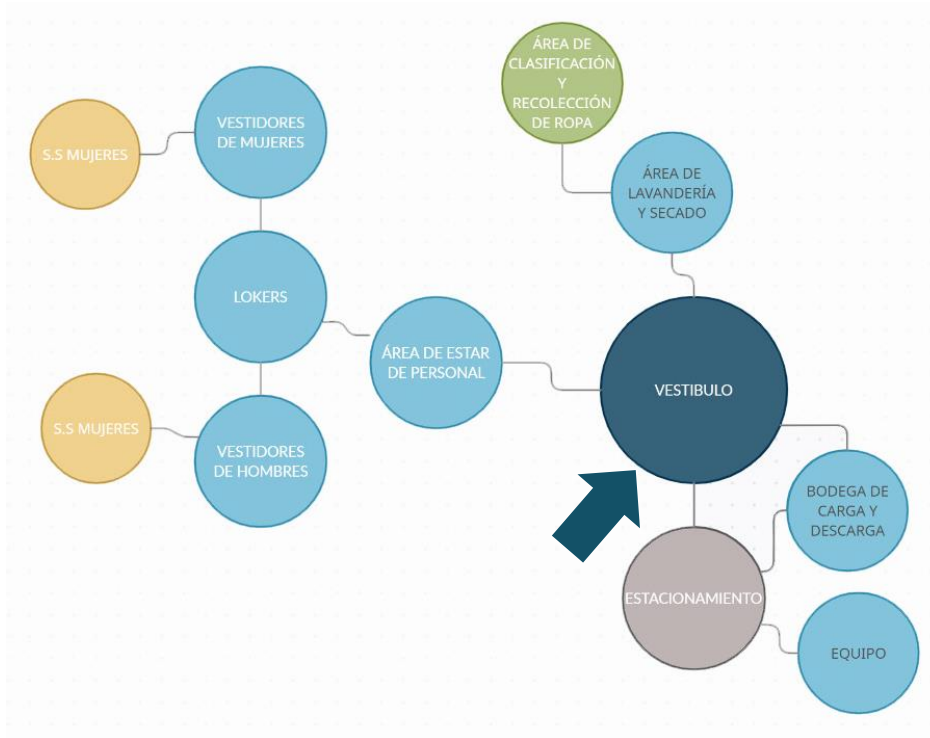 ÁREA DE
CLASIFICACIÓN
Y
RECOLECCIÓN
DE ROPA
VESTIDORES
DE MUJERES
S.S MUJERES
ÁREA DE
LAVANDERÍA
Y SECADO
LOKERS
ÁREA DE ESTAR
DE PERSONAL
VESTIBULO
S.S MUJERES
VESTIDORES
DE HOMBRES
BODEGA DE
CARGA Y
DESCARGA
ESTACIONAMIENTO
EQUIPO